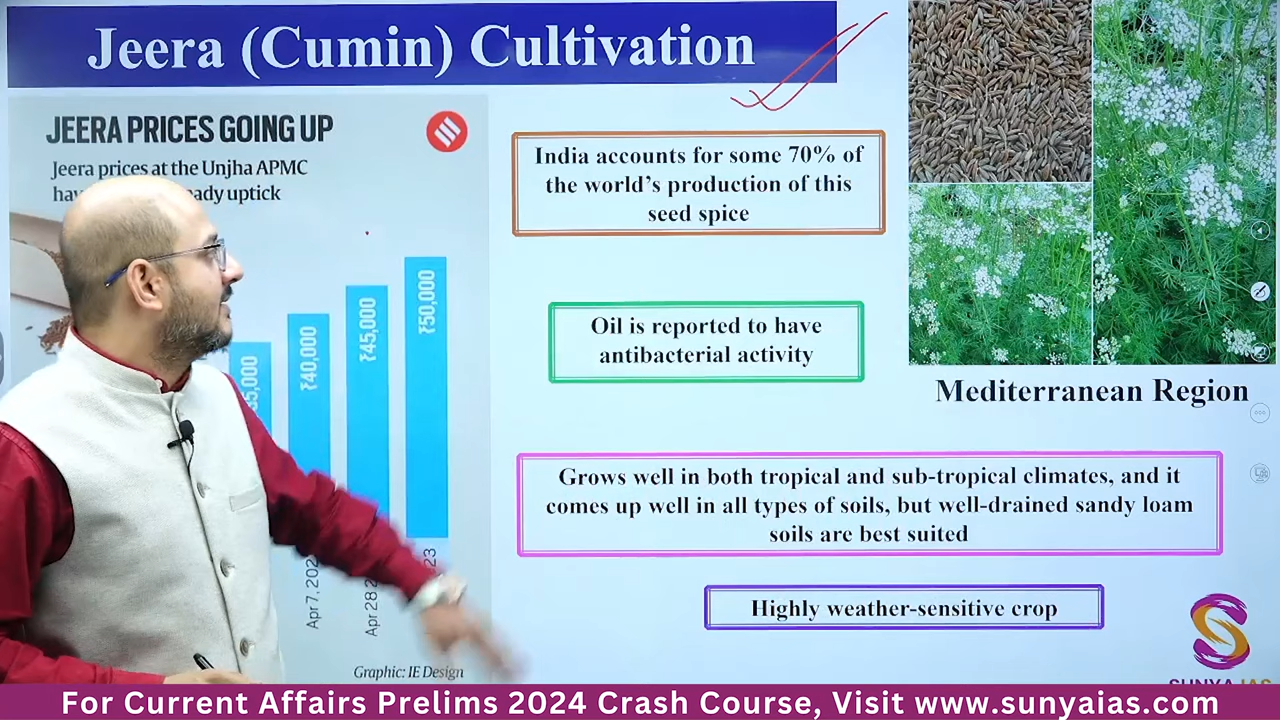 Jeera (Cumin) Cultivation
JEERA PRICES GOING UP
Jeera prices at the Unjha APMC
uptick
₹40,000
₹45,000
₹50,000
Apr 7,
Apr 28
Graphic: IE Design
India accounts for some 70% of
the world's production of this
seed spice
Oil is reported to have
antibacterial activity
Mediterranean Region
Grows well in both tropical and sub-tropical climates, and it
comes up well in all types of soils, but well-drained sandy loam
soils are best suited
Highly weather-sensitive crop
For Current Affairs Prelims 2024 Crash Course, Visit www.sunyaias.com